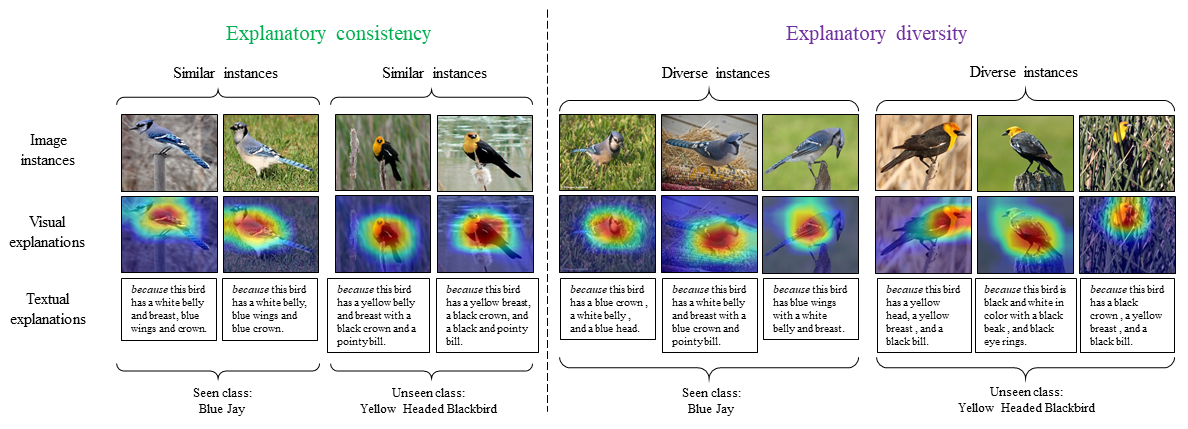 Explanatory consistency
Explanatory diversity
Similar instances
Similar instances
Diverse instances
Diverse instances
Image
instances
Visual
explanations
Textual
explanations
because this bird
has a white belly
and breast, blue
wings and crown.
because this bird
has a white belly,
blue wings and
blue crown.
because this bird
has a yellow belly
and breast with a
black crown and a
pointy bill.
because this bird
has a yellow breast,
a black crown, and
a black and pointy
bill.
because this bird
has a blue crown ,
a white belly ,
and a blue head.
because this bird
has a white belly
and breast with a
blue crown and
pointy bill.
because this bird
has blue wings
with a white
belly and breast.
because this bird
has a yellow
head, a yellow
breast , and a
black bill.
because this bird is
black and white in
color with a black
beak , and black
eye rings.
because this bird
has a black
crown , a yellow
breast , and a
black bill.
Seen class:
Blue Jay
Unseen class:
Yellow Headed Blackbird
Seen class:
Blue Jay
Unseen class:
Yellow Headed Blackbird